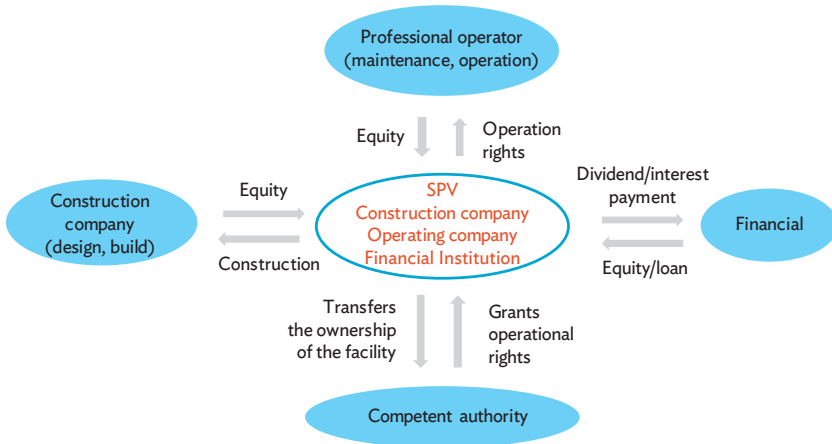 Professional operator
(maintenance, operation)
Equity
Operation
rights
Construction
company
(design, build)
Equity
Construction
SPV
Construction company
Operating company
Financial Institution
Dividend/interest
payment
Equity/loan
Financial
Transfers
the ownership
of the facility
Grants
operational
rights
Competent authority